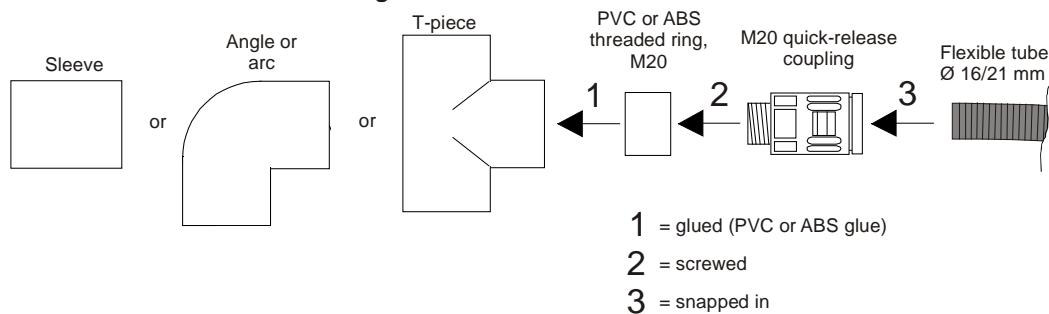 Sleeve
or
Angle or
arc
or
T-piece
1
PVC or ABS
threaded ring,
M20
2
M20 quick-release
coupling
3
Flexible tube
Ø 16/21 mm
1 = glued (PVC or ABS glue)
2 = screwed
3 = snapped in